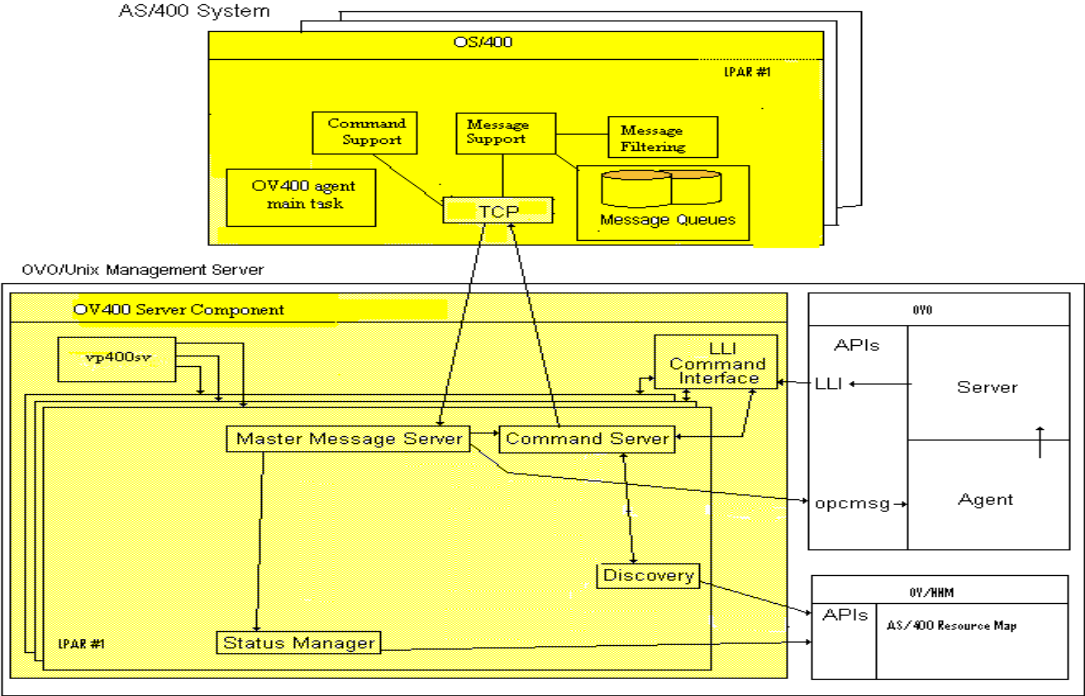 AS/400 System
OS/400
LPAR #1
Command
Support
Message
Support
Message
Filtering
OV400 agent
main task
TCP
Message Queues
OVO/Unix Management Server
OV400 Server Component
OVO
vp400sv
LLI
Command
Interface
APIs
LLI
Server
Master Message Server
Command Server
opcmsg
Agent
Discovery
OV/NNM
APIs
AS/400 Resource Map
LPAR #1
Status Manager